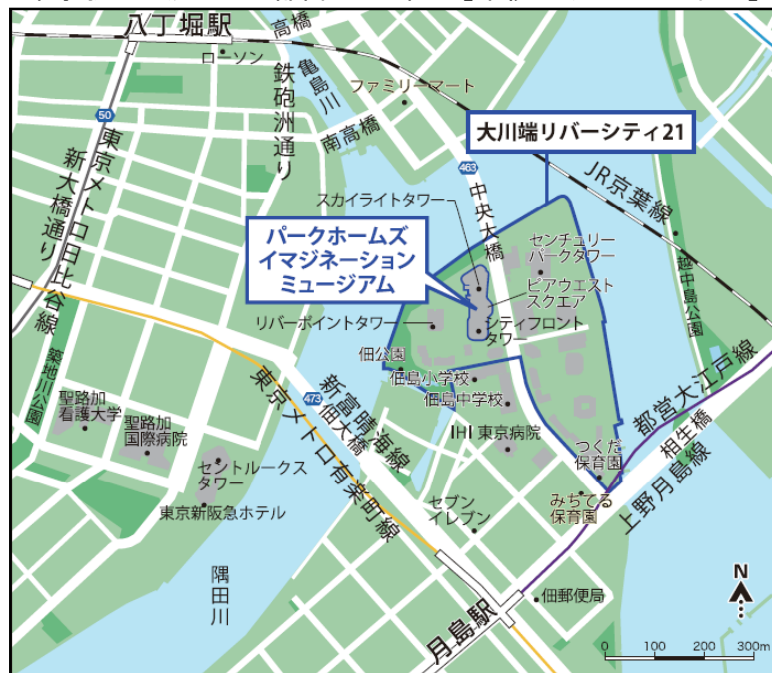 八丁堀駅
高橋
ローソン
鉄砲洲通り
亀島川
ファミリーマート
50
南高橋
大川端リバーシティ21
東京メトロ日比谷線
新大橋通り
463
JR京葉線
中央大橋
スカイライトタワー
パークホームズ
イマジネーション
ミュージアム
センチュリー
パークタワー
ピアウエスト
スクエア
越中島公園
リバーポイントタワー
シティフロント
タワー
佃公園
築地川公園
佃島小学校
佃島中学校
聖路加
看護大学
聖路加
国際病院
473
新富晴海線
佃大橋
東京メトロ有楽町線
IHI 東京病院
都営大江戸線
相生橋
上野月島線
つくだ
保育園
セントルークス
タワー
東京新阪急ホテル
セブン
イレブン
みちてる
保育園
隅田川
佃郵便局
月島駅
N
0 100 200 300m